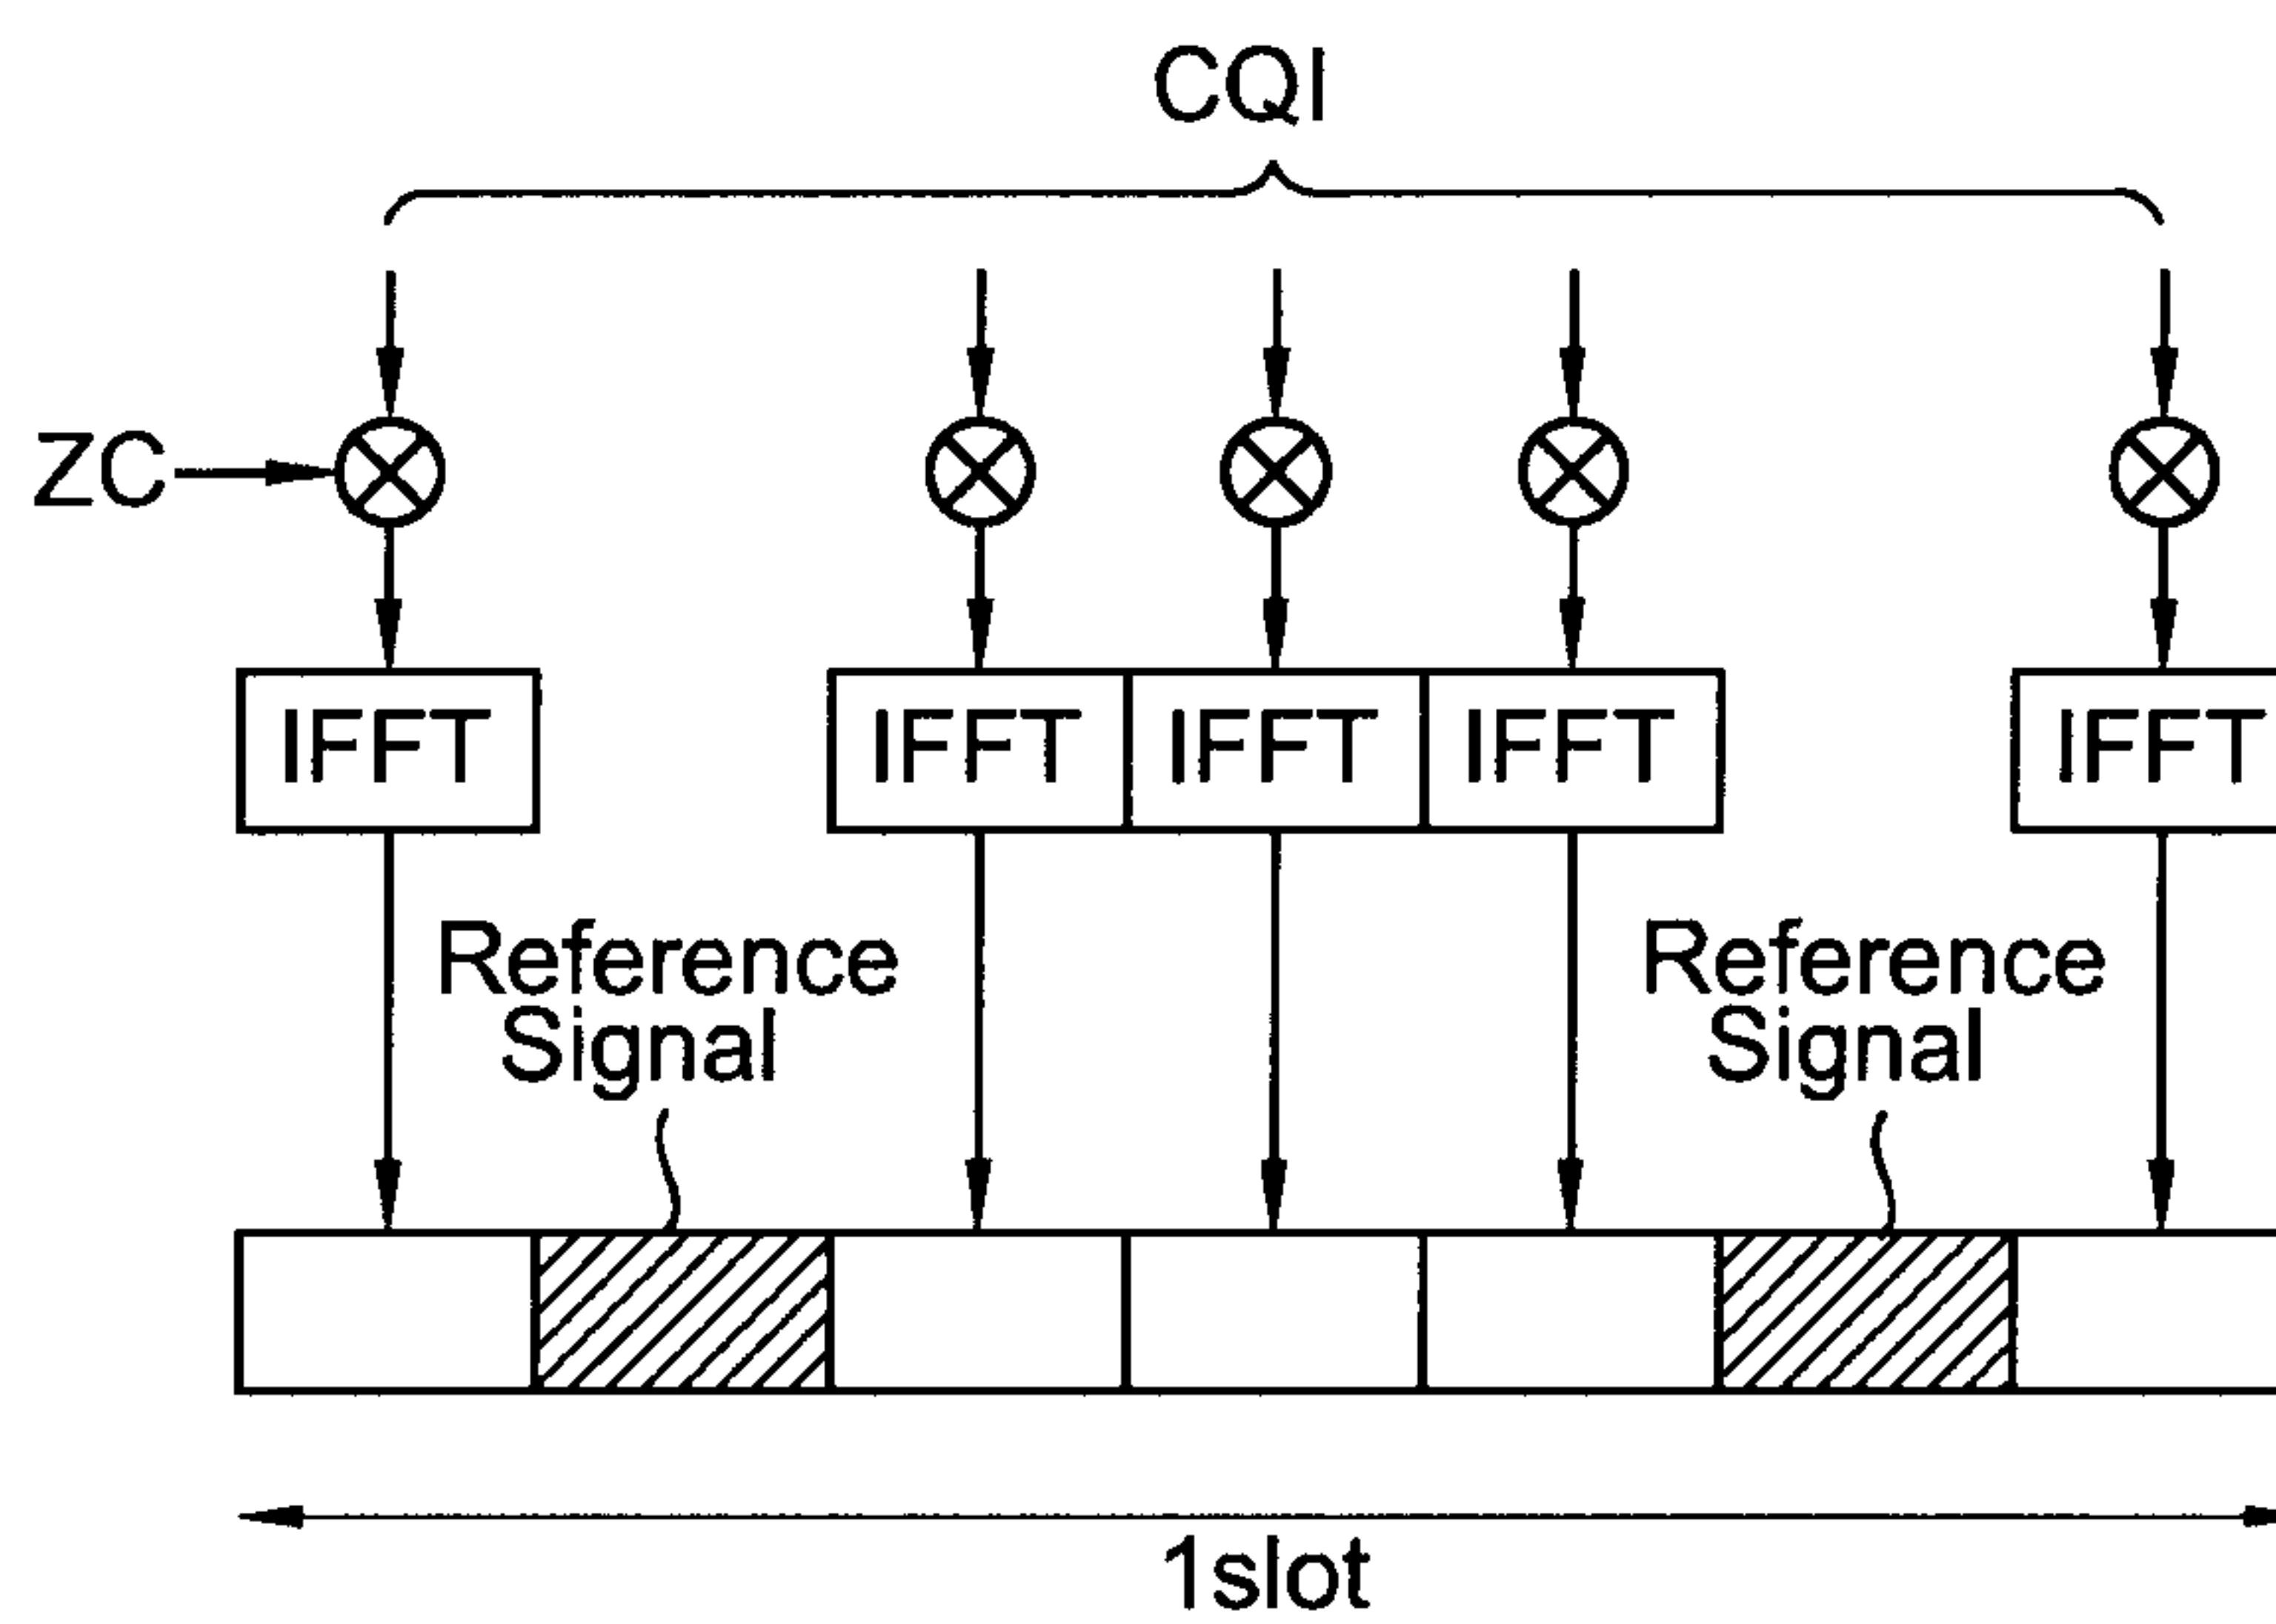 CQI
ZC
IFFT IFFT IFFT IFFT IFFT
Reference Reference
Signal Signal
1slot